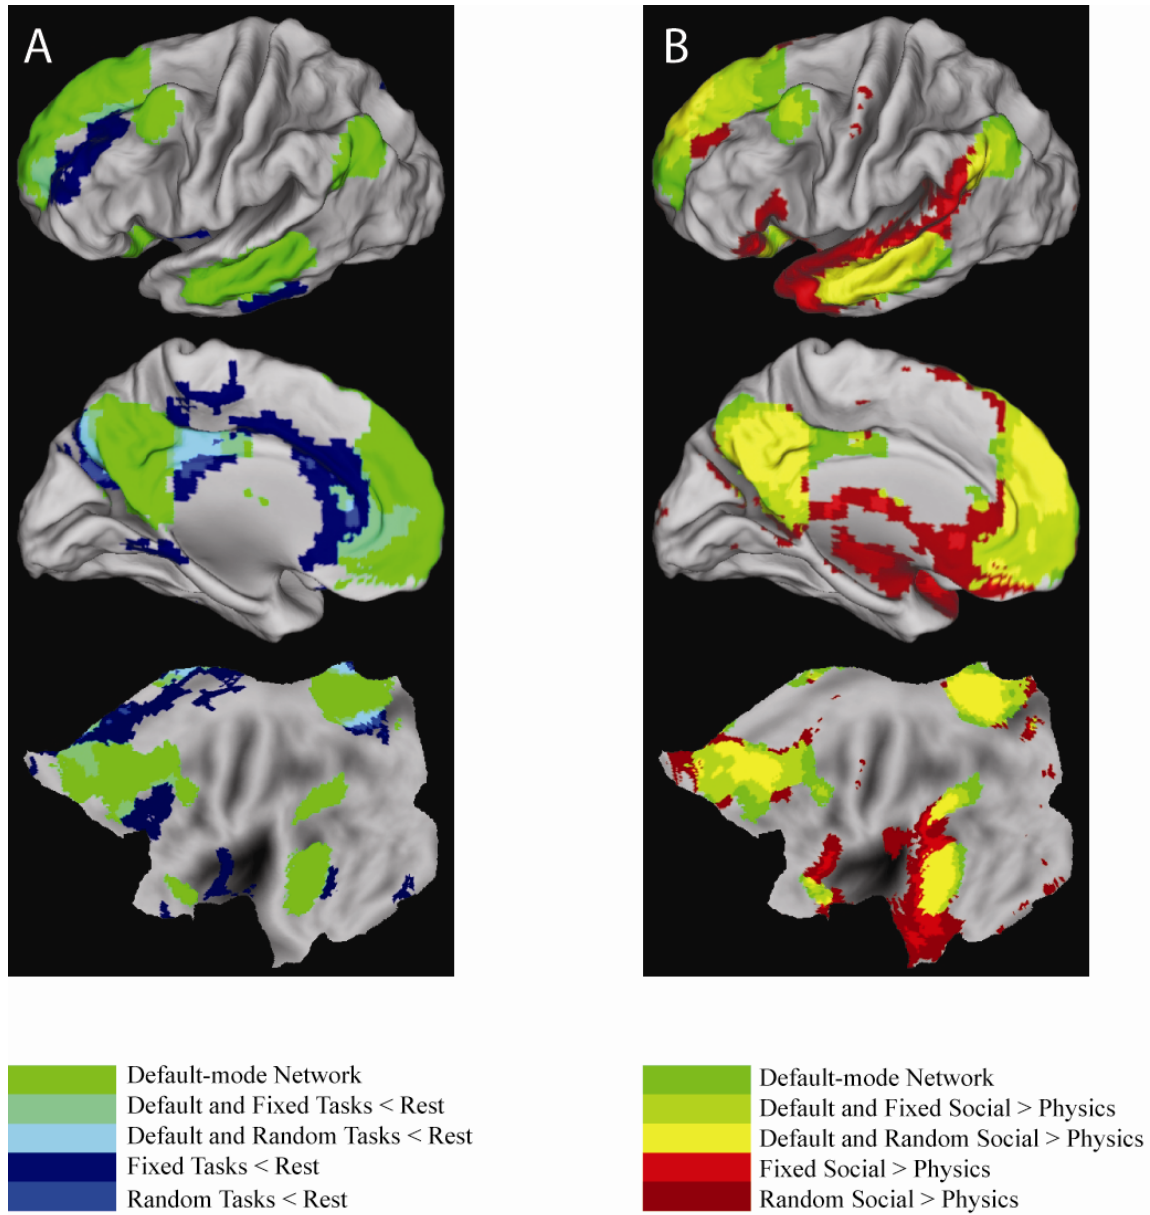 A
B
Default-mode Network
Default and Fixed Tasks < Rest
Default and Random Tasks < Rest
Fixed Tasks < Rest
Random Tasks < Rest
Default-mode Network
Default and Fixed Social > Physics
Default and Random Social > Physics
Fixed Social > Physics
Random Social > Physics